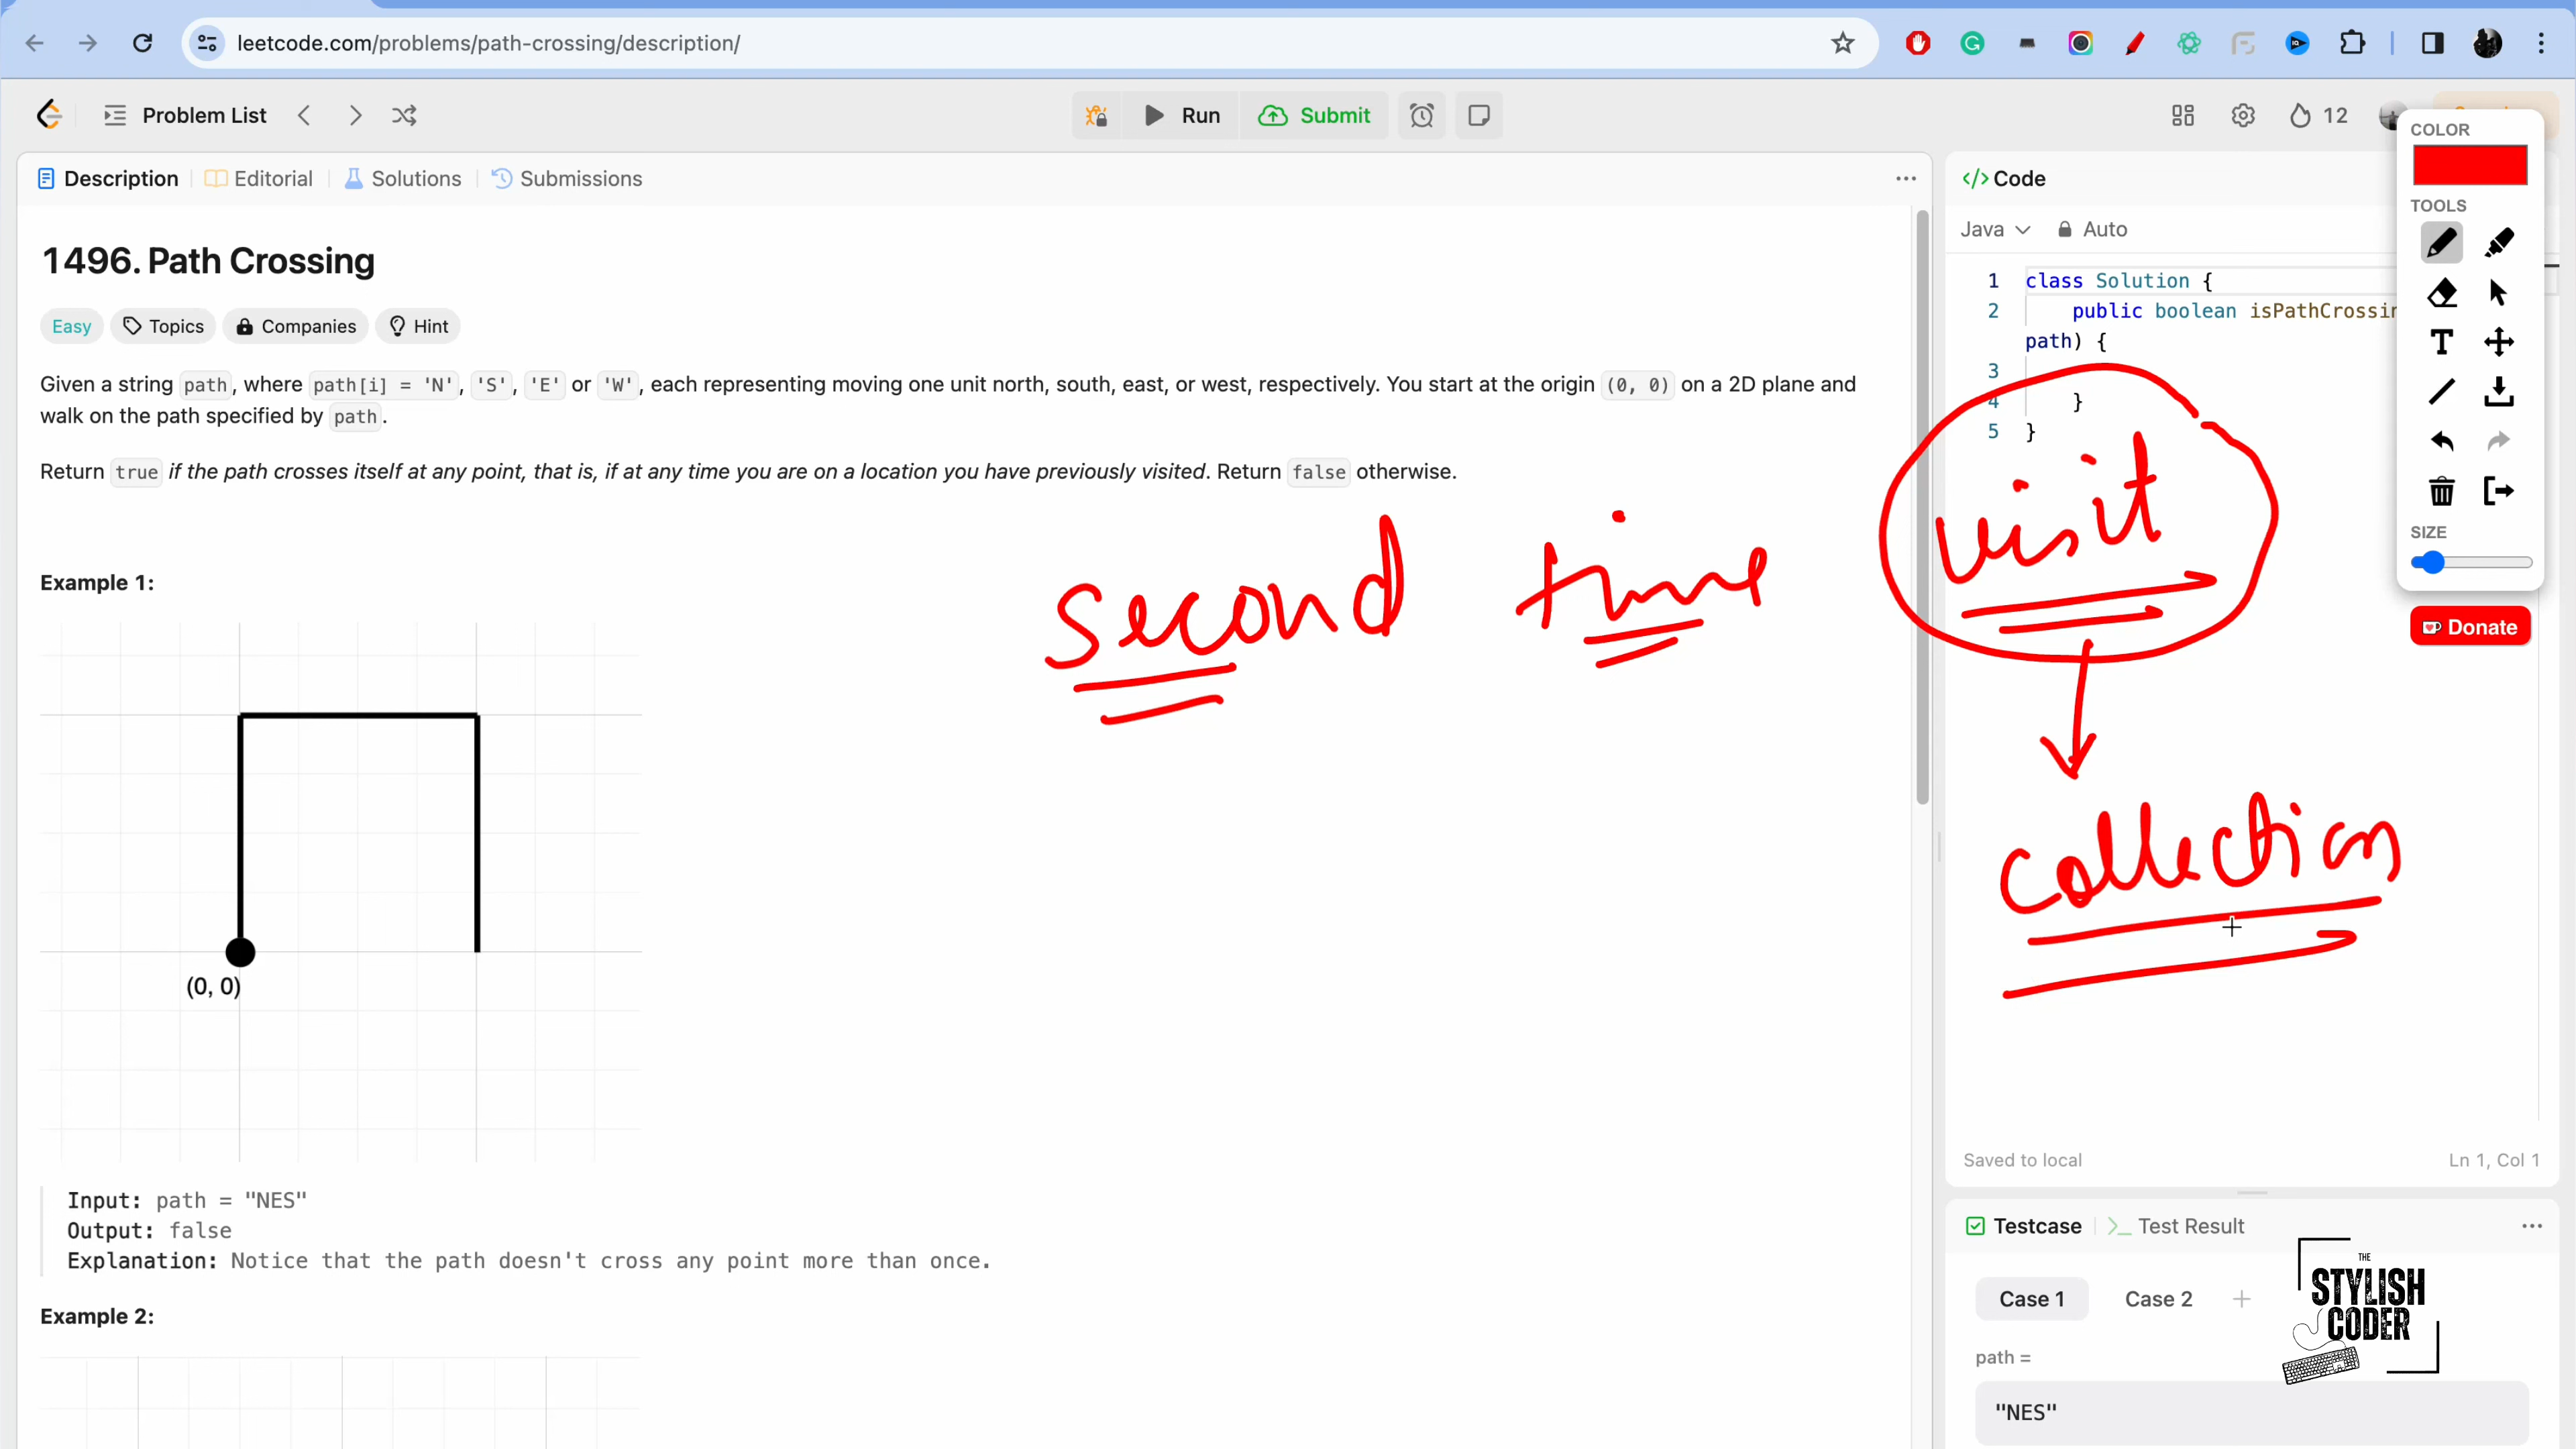 leetcode.com/problems/path-crossing/description/
Problem List
Run
Submit
12
Description
Editorial
Solutions
Submissions
1496. Path Crossing
Easy
Topics
Companies
Hint
Given a string path, where path[i] = 'N', 'S', 'E' or 'W', each representing moving one unit north, south, east, or west, respectively. You start at the origin (0, 0) on a 2D plane and
walk on the path specified by path.
Return true if the path crosses itself at any point, that is, if at any time you are on a location you have previously visited. Return false otherwise.
second time
Example 1:
(0, 0)
Input: path = "NES"
Output: false
Explanation: Notice that the path doesn't cross any point more than once.
Example 2:
Code
Java
Auto
1 class Solution {
2 public boolean isPathCrossin
path) {
3
4 }
5 }
visit
collection
COLOR
TOOLS
T
SIZE
Donate
Saved to local
Ln 1, Col 1
Testcase
>_ Test Result
Case 1
Case 2
+
path =
"NES"
THE
STYLISH
CODER